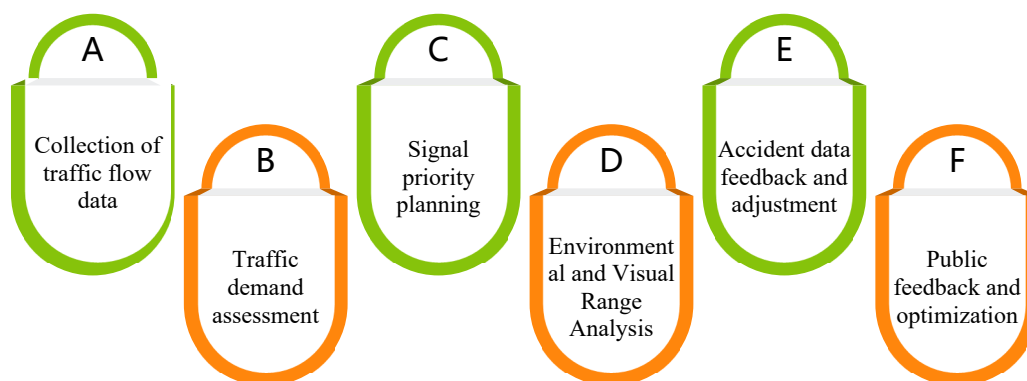 A
Collection of
traffic flow
data
B
Traffic
demand
assessment
C
Signal
priority
planning
D
Environment
al and Visual
Range
Analysis
E
Accident data
feedback and
adjustment
F
Public
feedback and
optimization